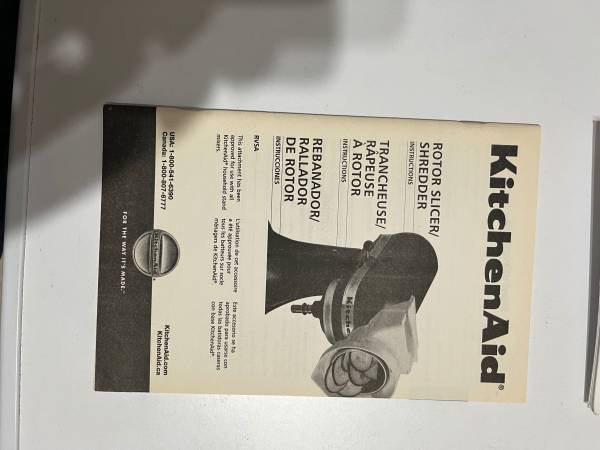 KitchenAid®
ROTOR SLICER/
SHREDDER
INSTRUCTIONS
TRANCHEUSE/
RÂPEUSE
À ROTOR
INSTRUCTIONS
REBANADOR/
RALLADOR
DE ROTOR
INSTRUCCIONES
Kitche
RVSA
This attachment has been
approved for use with all
KitchenAid® household stand
mixers.
L'utilisation de cet accessoire
a été approuvée pour
tous les batteurs sur socle
ménagers de KitchenAid®.
Este accesorio se ha
aprobado para usarse con
todas las batidoras caseras
con base KitchenAid®.
USA: 1-800-541-6390
Canada: 1-800-807-6777
KitchenAid®
FOR THE WAY IT'S MADE.™
KitchenAid.com
KitchenAid.ca